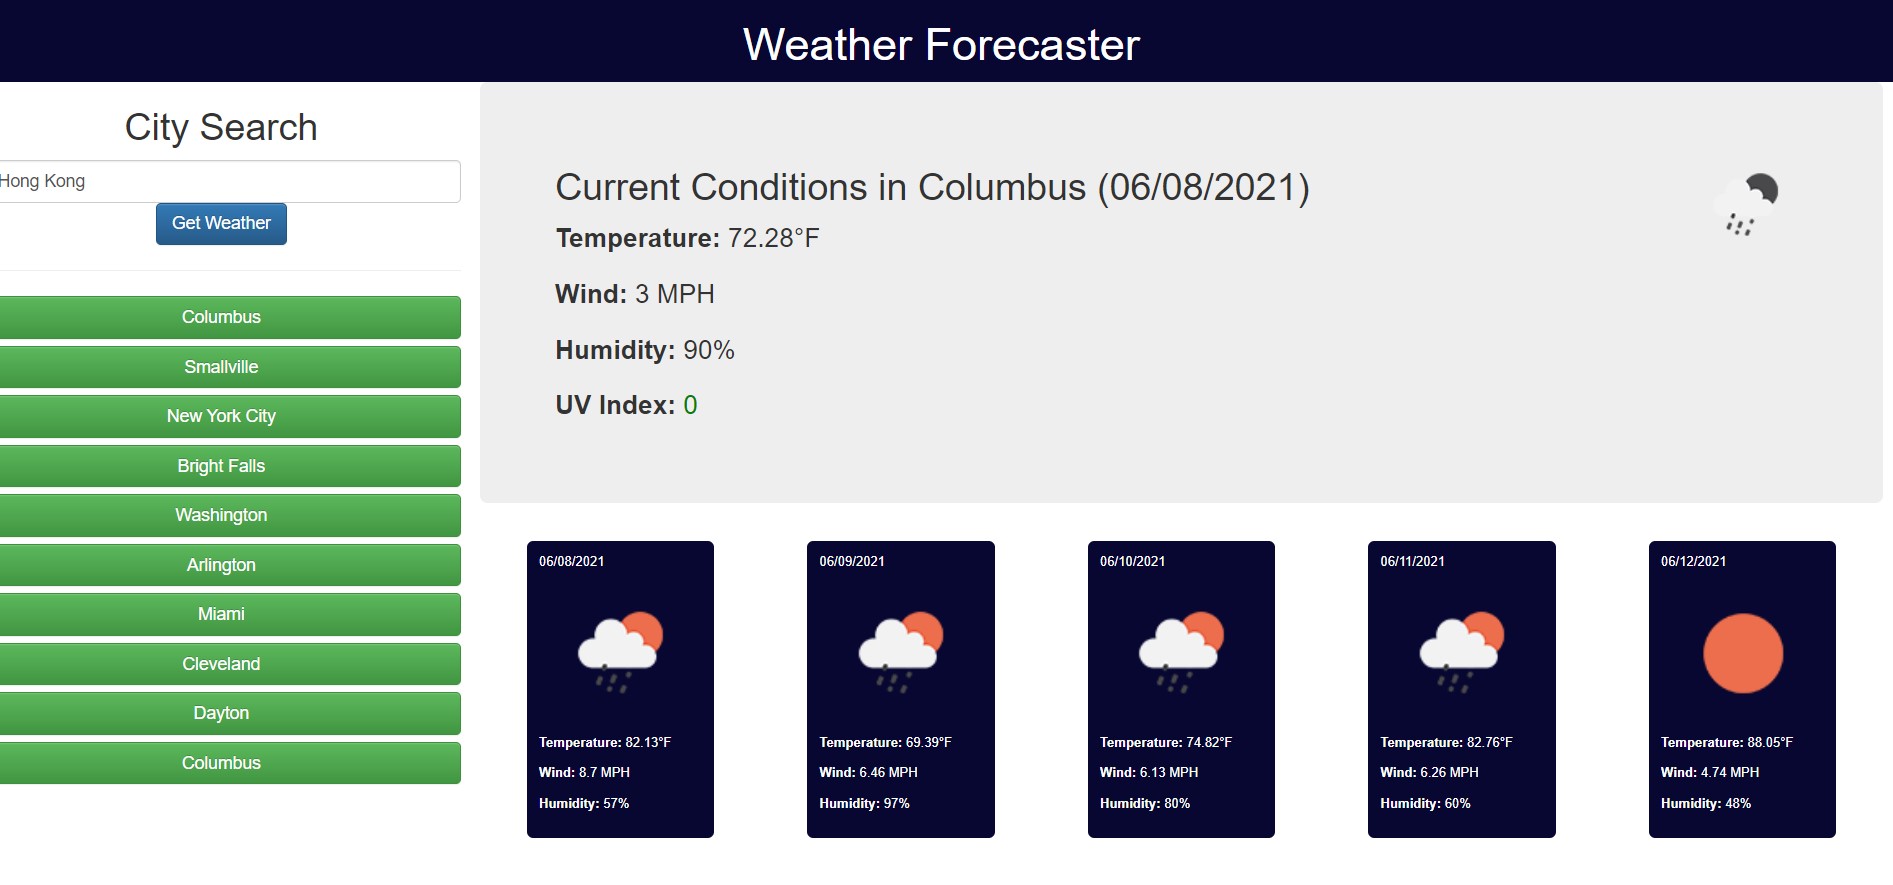 Weather Forecaster
City Search
Hong Kong
Get Weather
Columbus
Smallville
New York City
Bright Falls
Washington
Arlington
Miami
Cleveland
Dayton
Columbus
Current Conditions in Columbus (06/08/2021)
Temperature: 72.28°F
Wind: 3 MPH
Humidity: 90%
UV Index: 0
06/08/2021
Temperature: 82.13°F
Wind: 8.7 MPH
Humidity: 57%
06/09/2021
Temperature: 69.39°F
Wind: 6.46 MPH
Humidity: 97%
06/10/2021
Temperature: 74.82°F
Wind: 6.13 MPH
Humidity: 80%
06/11/2021
Temperature: 82.76°F
Wind: 6.26 MPH
Humidity: 60%
06/12/2021
Temperature: 88.05°F
Wind: 4.74 MPH
Humidity: 48%